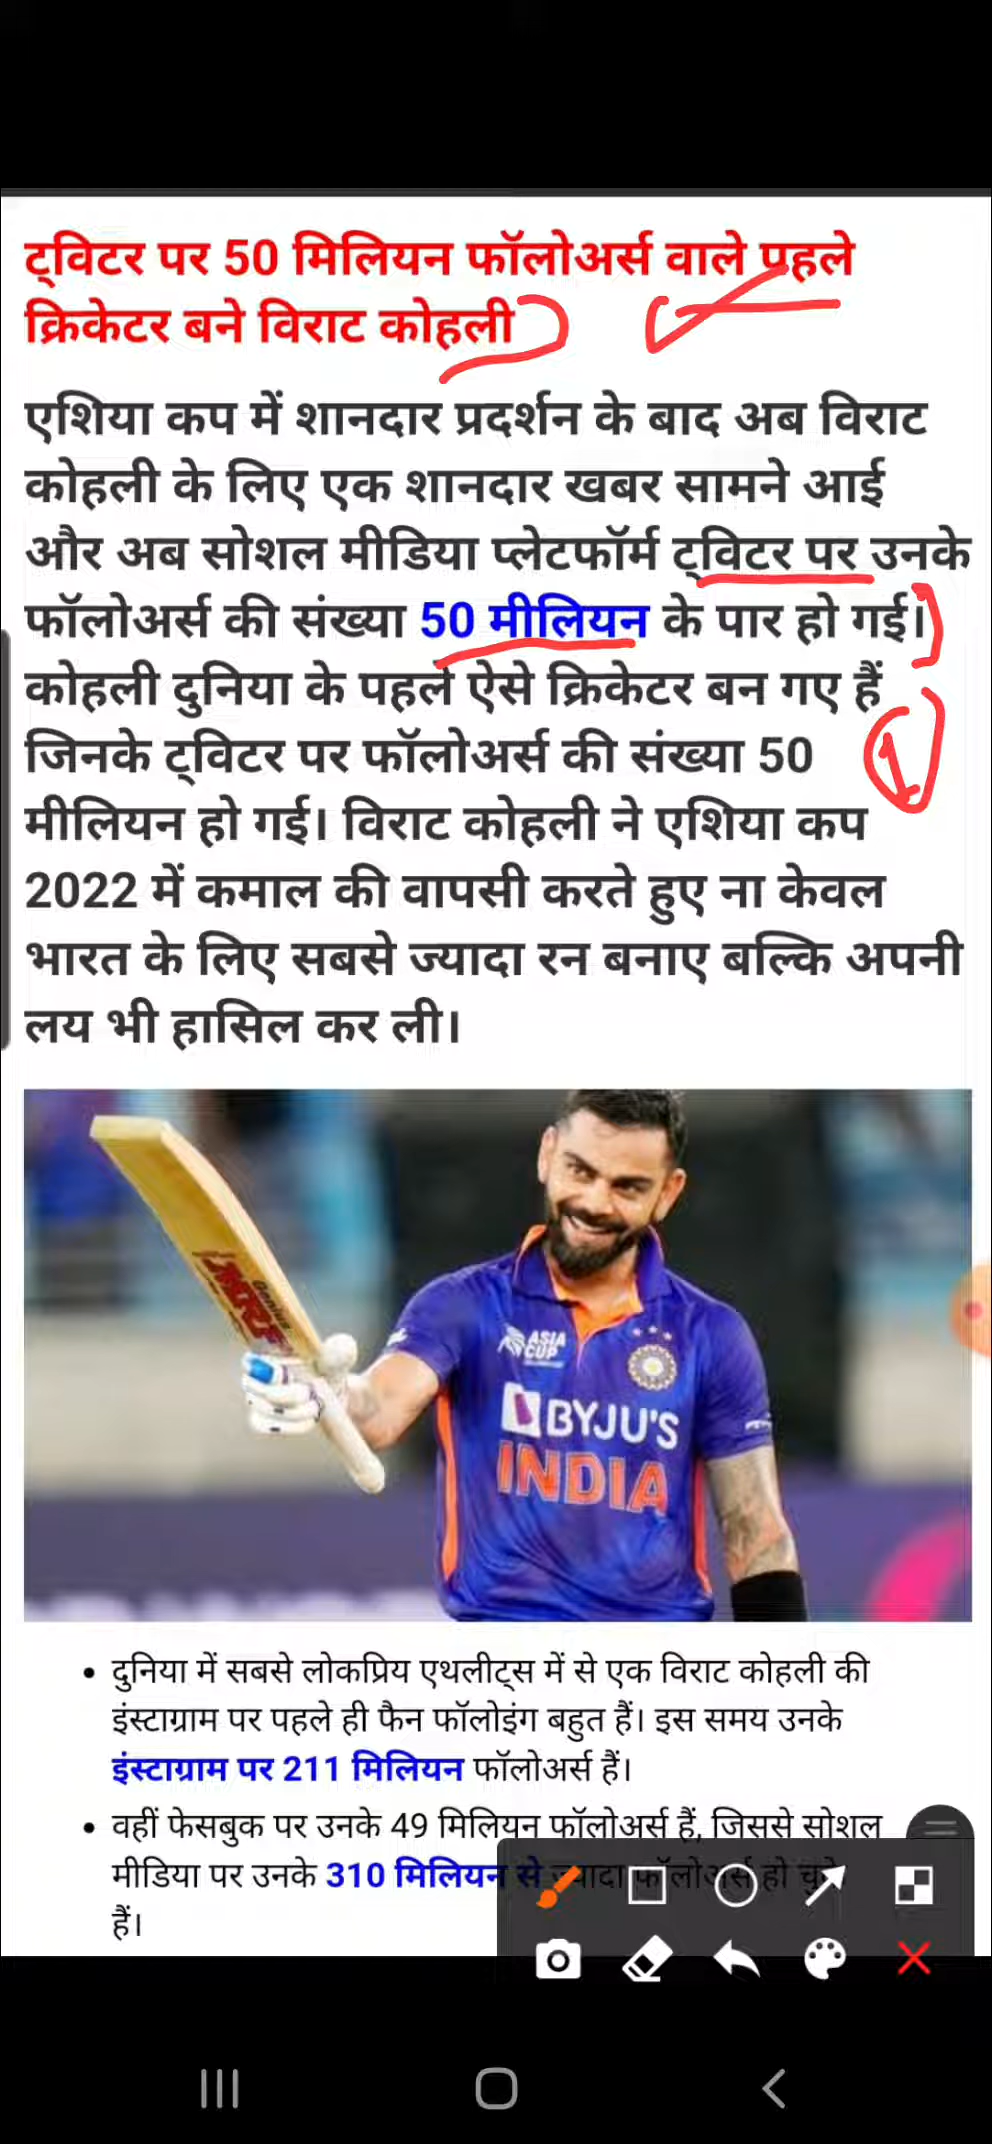 ट्विटर पर 50 मिलियन फॉलोअर्स वाले पहले
क्रिकेटर बने विराट कोहली
एशिया कप में शानदार प्रदर्शन के बाद अब विराट
कोहली के लिए एक शानदार खबर सामने आई
और अब सोशल मीडिया प्लेटफॉर्म ट्विटर पर उनके
फॉलोअर्स की संख्या 50 मीलियन के पार हो गई।
कोहली दुनिया के पहले ऐसे क्रिकेटर बन गए हैं
जिनके ट्विटर पर फॉलोअर्स की संख्या 50
मीलियन हो गई। विराट कोहली ने एशिया कप
2022 में कमाल की वापसी करते हुए ना केवल
भारत के लिए सबसे ज्यादा रन बनाए बल्कि अपनी
लय भी हासिल कर ली।
ASIA
CUP
BYJU'S
INDIA
• दुनिया में सबसे लोकप्रिय एथलीट्स में से एक विराट कोहली की
इंस्टाग्राम पर पहले ही फैन फॉलोइंग बहुत हैं। इस समय उनके
इंस्टाग्राम पर 211 मिलियन फॉलोअर्स हैं।
• वहीं फेसबुक पर उनके 49 मिलियन फॉलोअर्स हैं, जिससे सोशल
मीडिया पर उनके 310 मिलियन से ज्यादा फॉलोअर्स हो चुके
हैं।